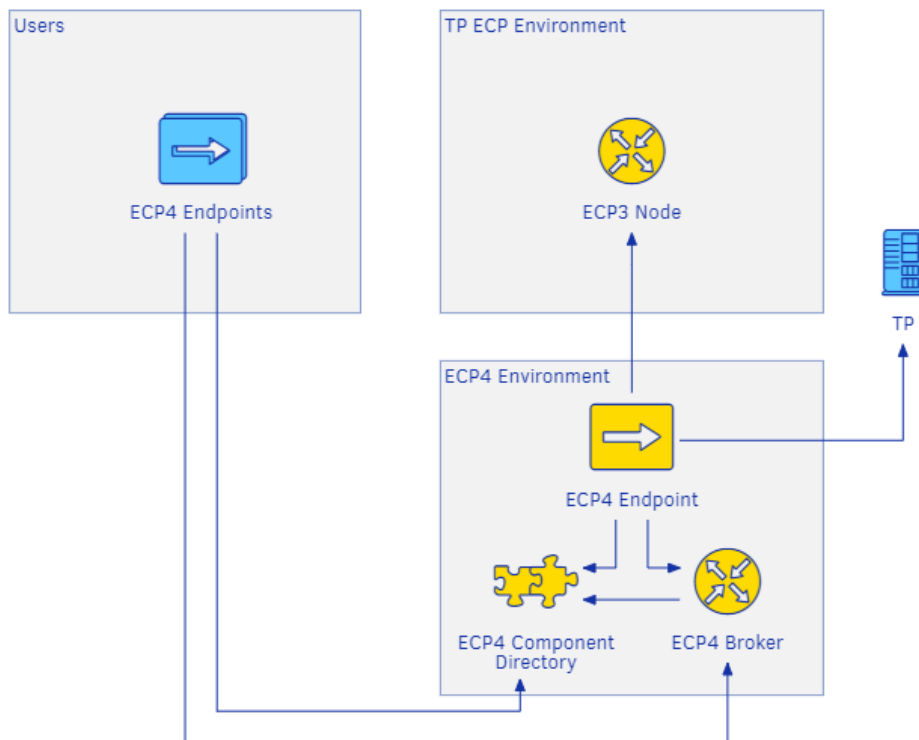 Users
TP ECP Environment
ECP4 Endpoints
ECP3 Node
TP
ECP4 Environment
ECP4 Endpoint
ECP4 Component
Directory
ECP4 Broker